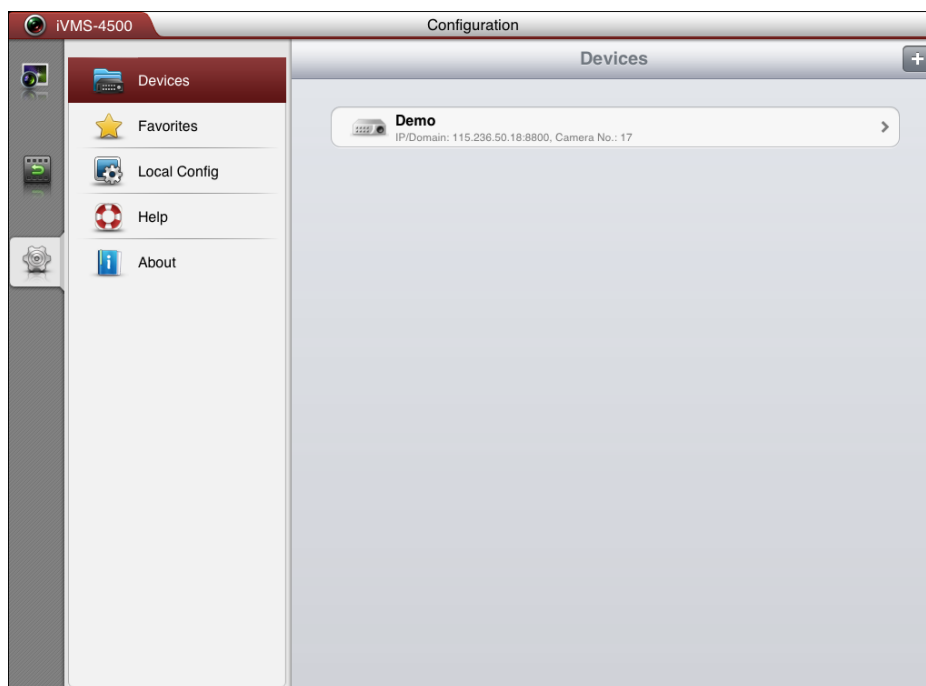 iVMS-4500
Configuration
Devices
Favorites
Local Config
Help
About
Devices
Demo
IP/Domain: 115.236.50.18:8800, Camera No.: 17